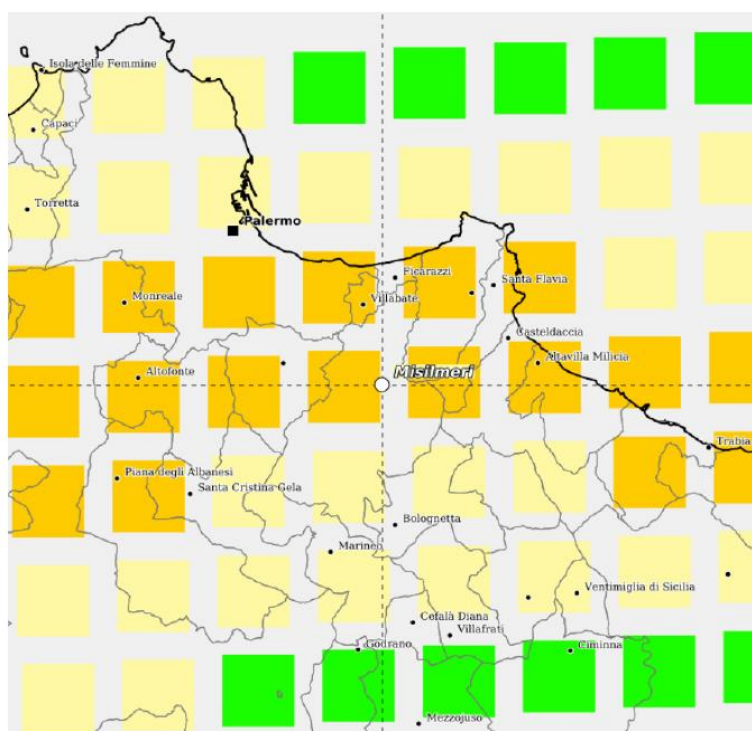 Isola delle Femmine
Capaci
Torretta
Palermo
Ficarazzi
Santa Flavia
Monreale
Villabate
Casteldaccia
Altavilla Milicia
Altofonte
Misilmeri
Trabia
Piana degli Albanesi
Santa Cristina Gela
Bolognetta
Marineo
Ventimiglia di Sicilia
Cefalà Diana
Villafrati
Godrano
Ciminna
Mezzojuso